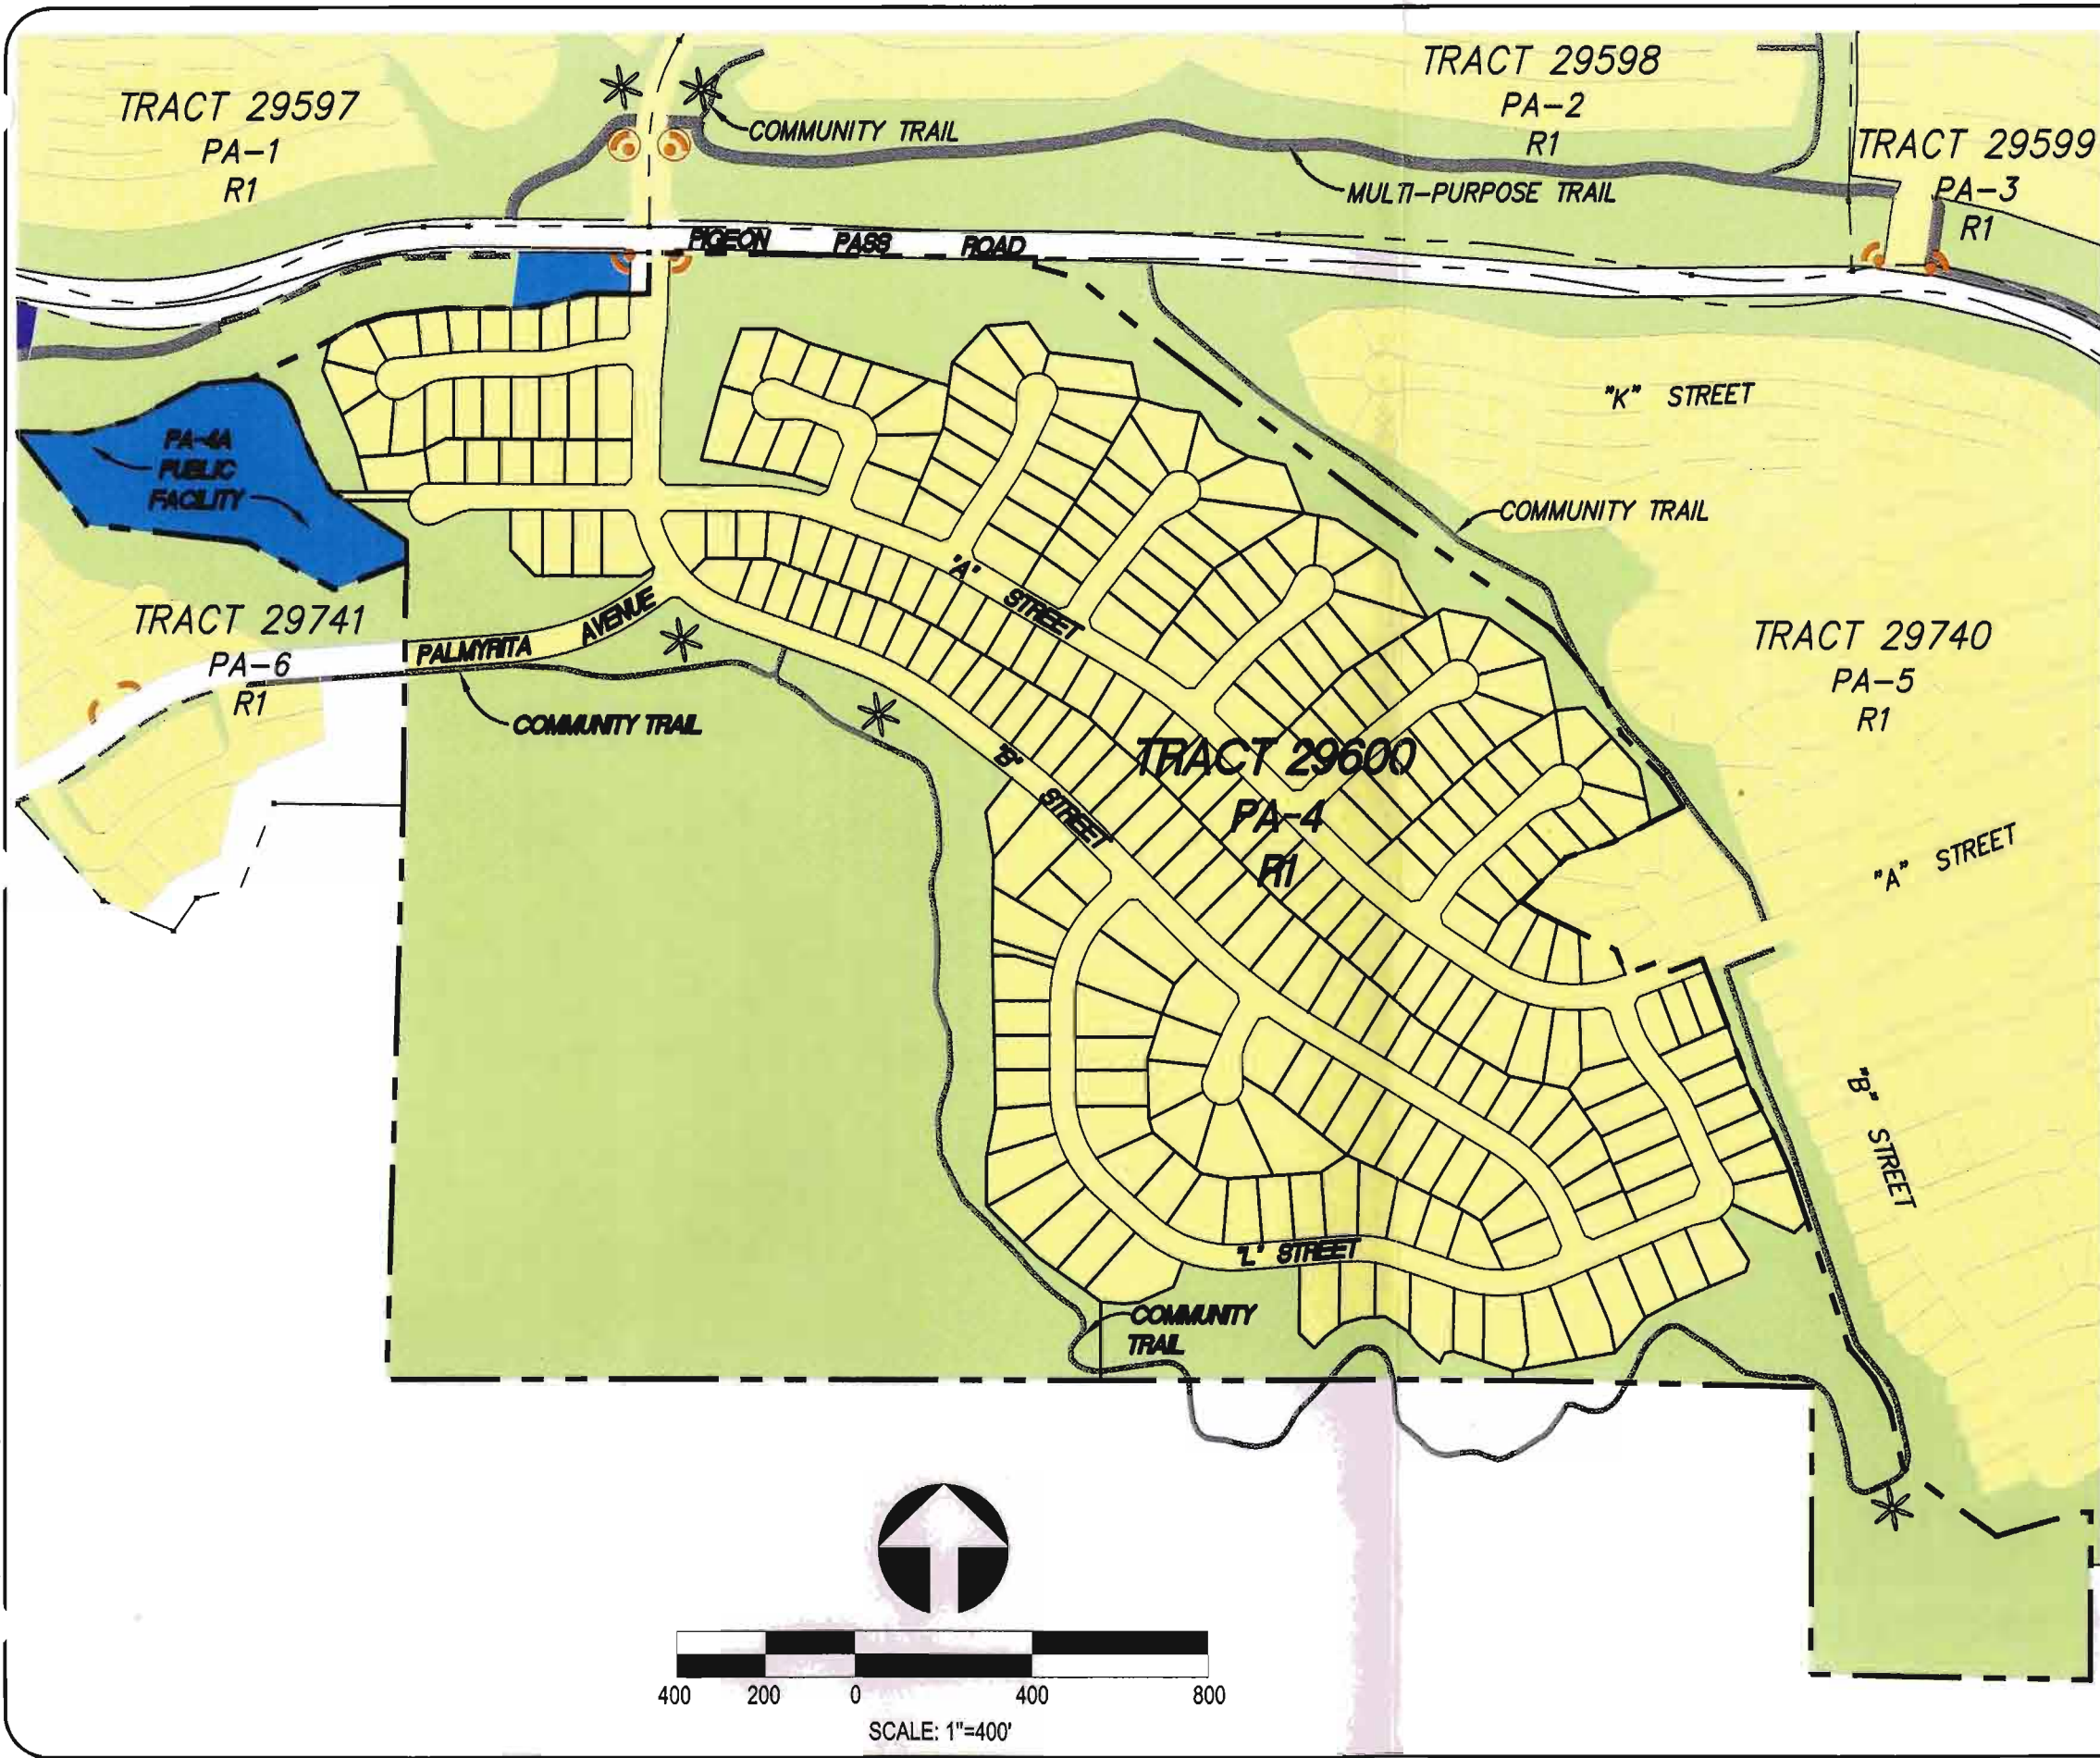 TRACT 29597
PA-1
R1
TRACT 29598
PA-2
R1
TRACT 29599
PA-3
R1
COMMUNITY TRAIL
MULTI-PURPOSE TRAIL
PIGEON PASS ROAD
"K" STREET
PA-4A
PUBLIC
FACILITY
COMMUNITY TRAIL
"A" STREET
TRACT 29741
PA-6
R1
PALMYRITA AVENUE
COMMUNITY TRAIL
TRACT 29740
PA-5
R1
"B" STREET
TRACT 29600
PA-4
R1
"A" STREET
"B" STREET
"L" STREET
COMMUNITY
TRAIL
400 200 0 400 800
SCALE: 1"=400'